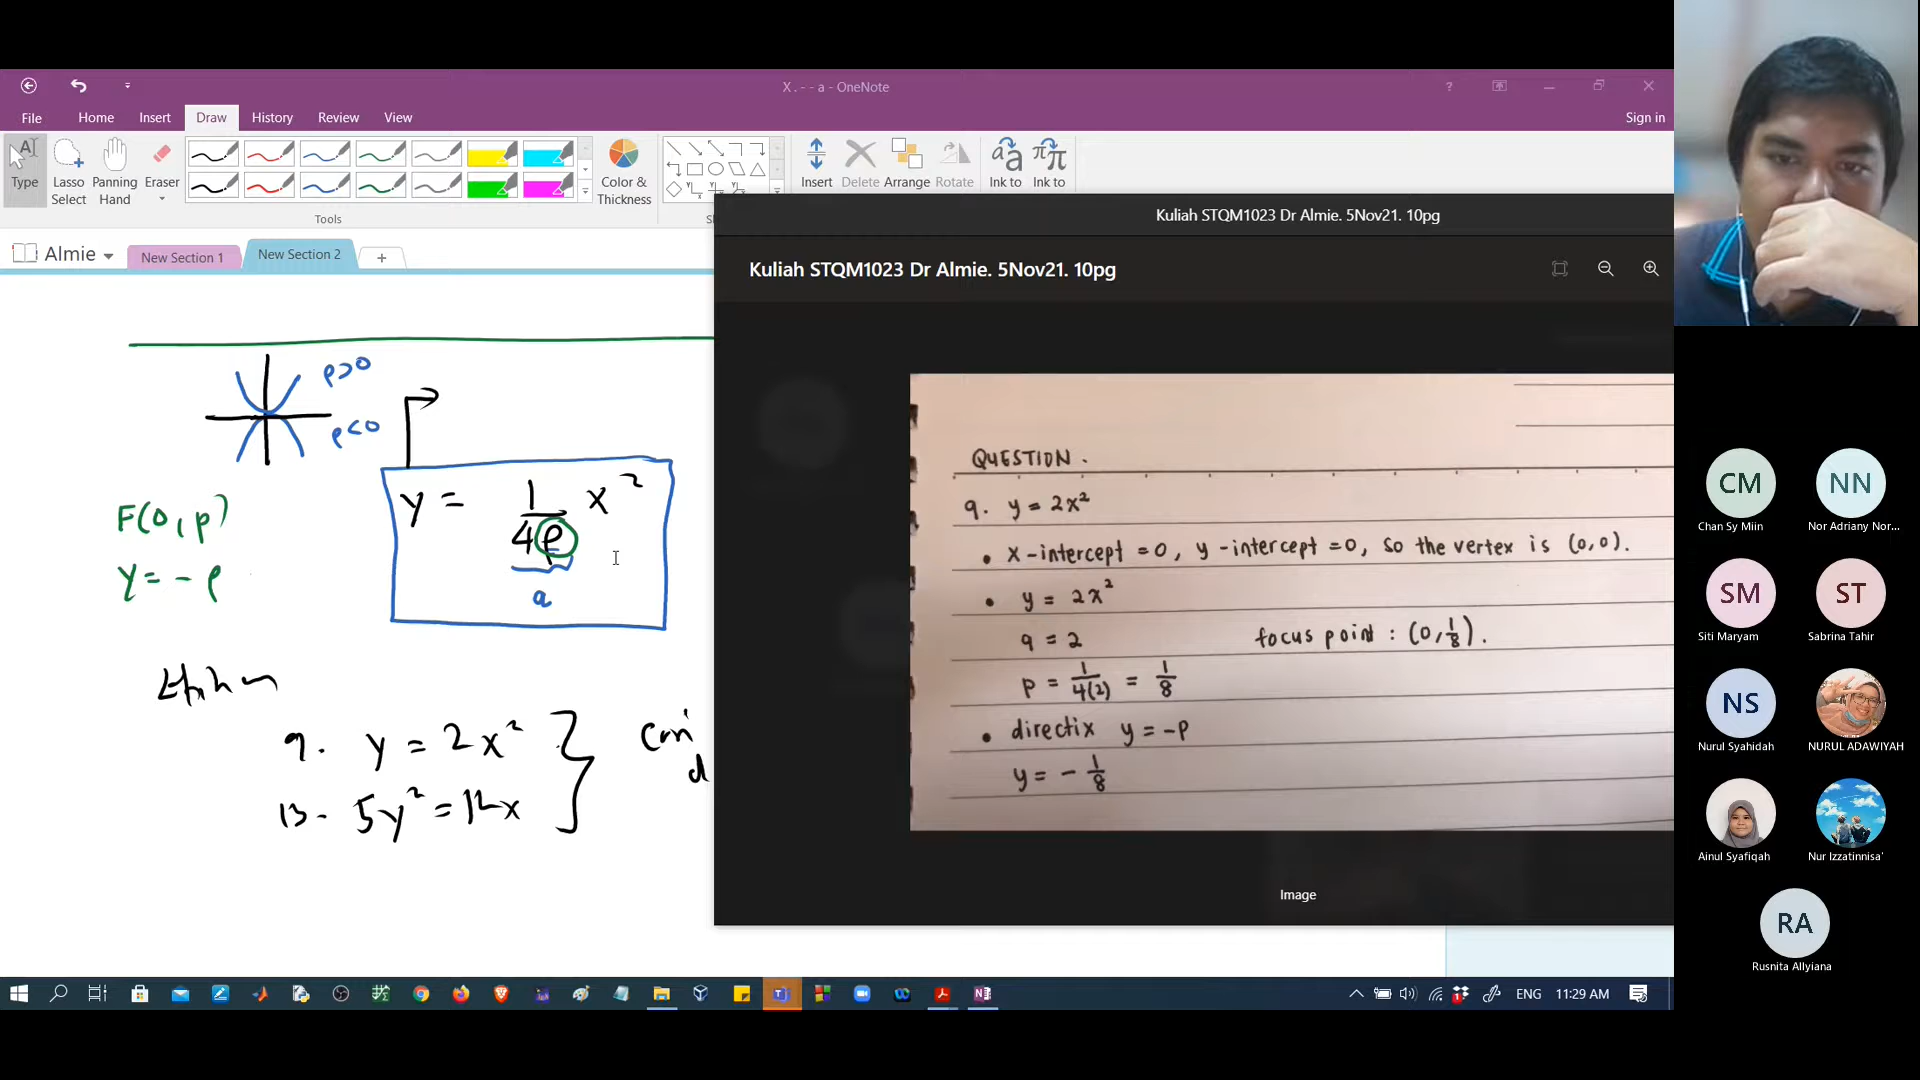 X . - - a - OneNote
File
Home
Insert
Draw
History
Review
View
Sign in
Type
Lasso Select
Panning Hand
Eraser
Color & Thickness
Insert
Delete
Arrange
Rotate
Ink to
Ink to
Tools
Almie
New Section 1
New Section 2
+
p>0
p<0
F(0, p)
y = - p
y = 1/4p x²
a
9. y = 2x²
13. 5y² = 12x
Kuliah STQM1023 Dr Almie. 5Nov21. 10pg
Kuliah STQM1023 Dr Almie. 5Nov21. 10pg
QUESTION.
9. y = 2x²
• x-intercept = 0, y-intercept = 0, so the vertex is (0,0).
• y = 2x²
a = 2
focus point : (0, 1/8).
p = 1/4(2) = 1/8
• directix y = -p
y = - 1/8
Image
CM
NN
Chan Sy Miin
Nor Adriany Nor...
SM
ST
Siti Maryam
Sabrina Tahir
NS
Nurul Syahidah
NURUL ADAWIYAH
Ainul Syafiqah
Nur Izzatinnisa'
RA
Rusnita Allyiana
ENG
11:29 AM